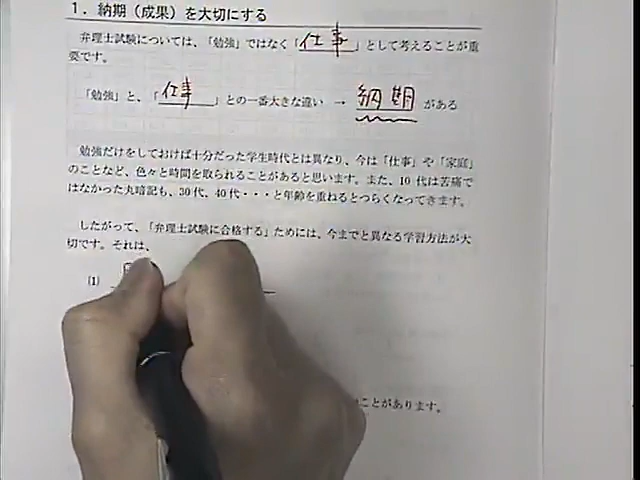 1．納期（成果）を大切にする
弁理士試験については、「勉強」ではなく「仕事」として考えることが重
要です。
「勉強」と、「仕事」との一番大きな違い → 納期がある
勉強だけをしておけば十分だった学生時代とは異なり、今は「仕事」や「家庭」
のことなど、色々と時間を取られることがあると思います。また、10 代は苦痛で
はなかった丸暗記も、30代、40代・・・と年齢を重ねるとつらくなってきます。
したがって、「弁理士試験に合格する」ためには、今までと異なる学習方法が大
切です。それは、
(1)
ことがあります。